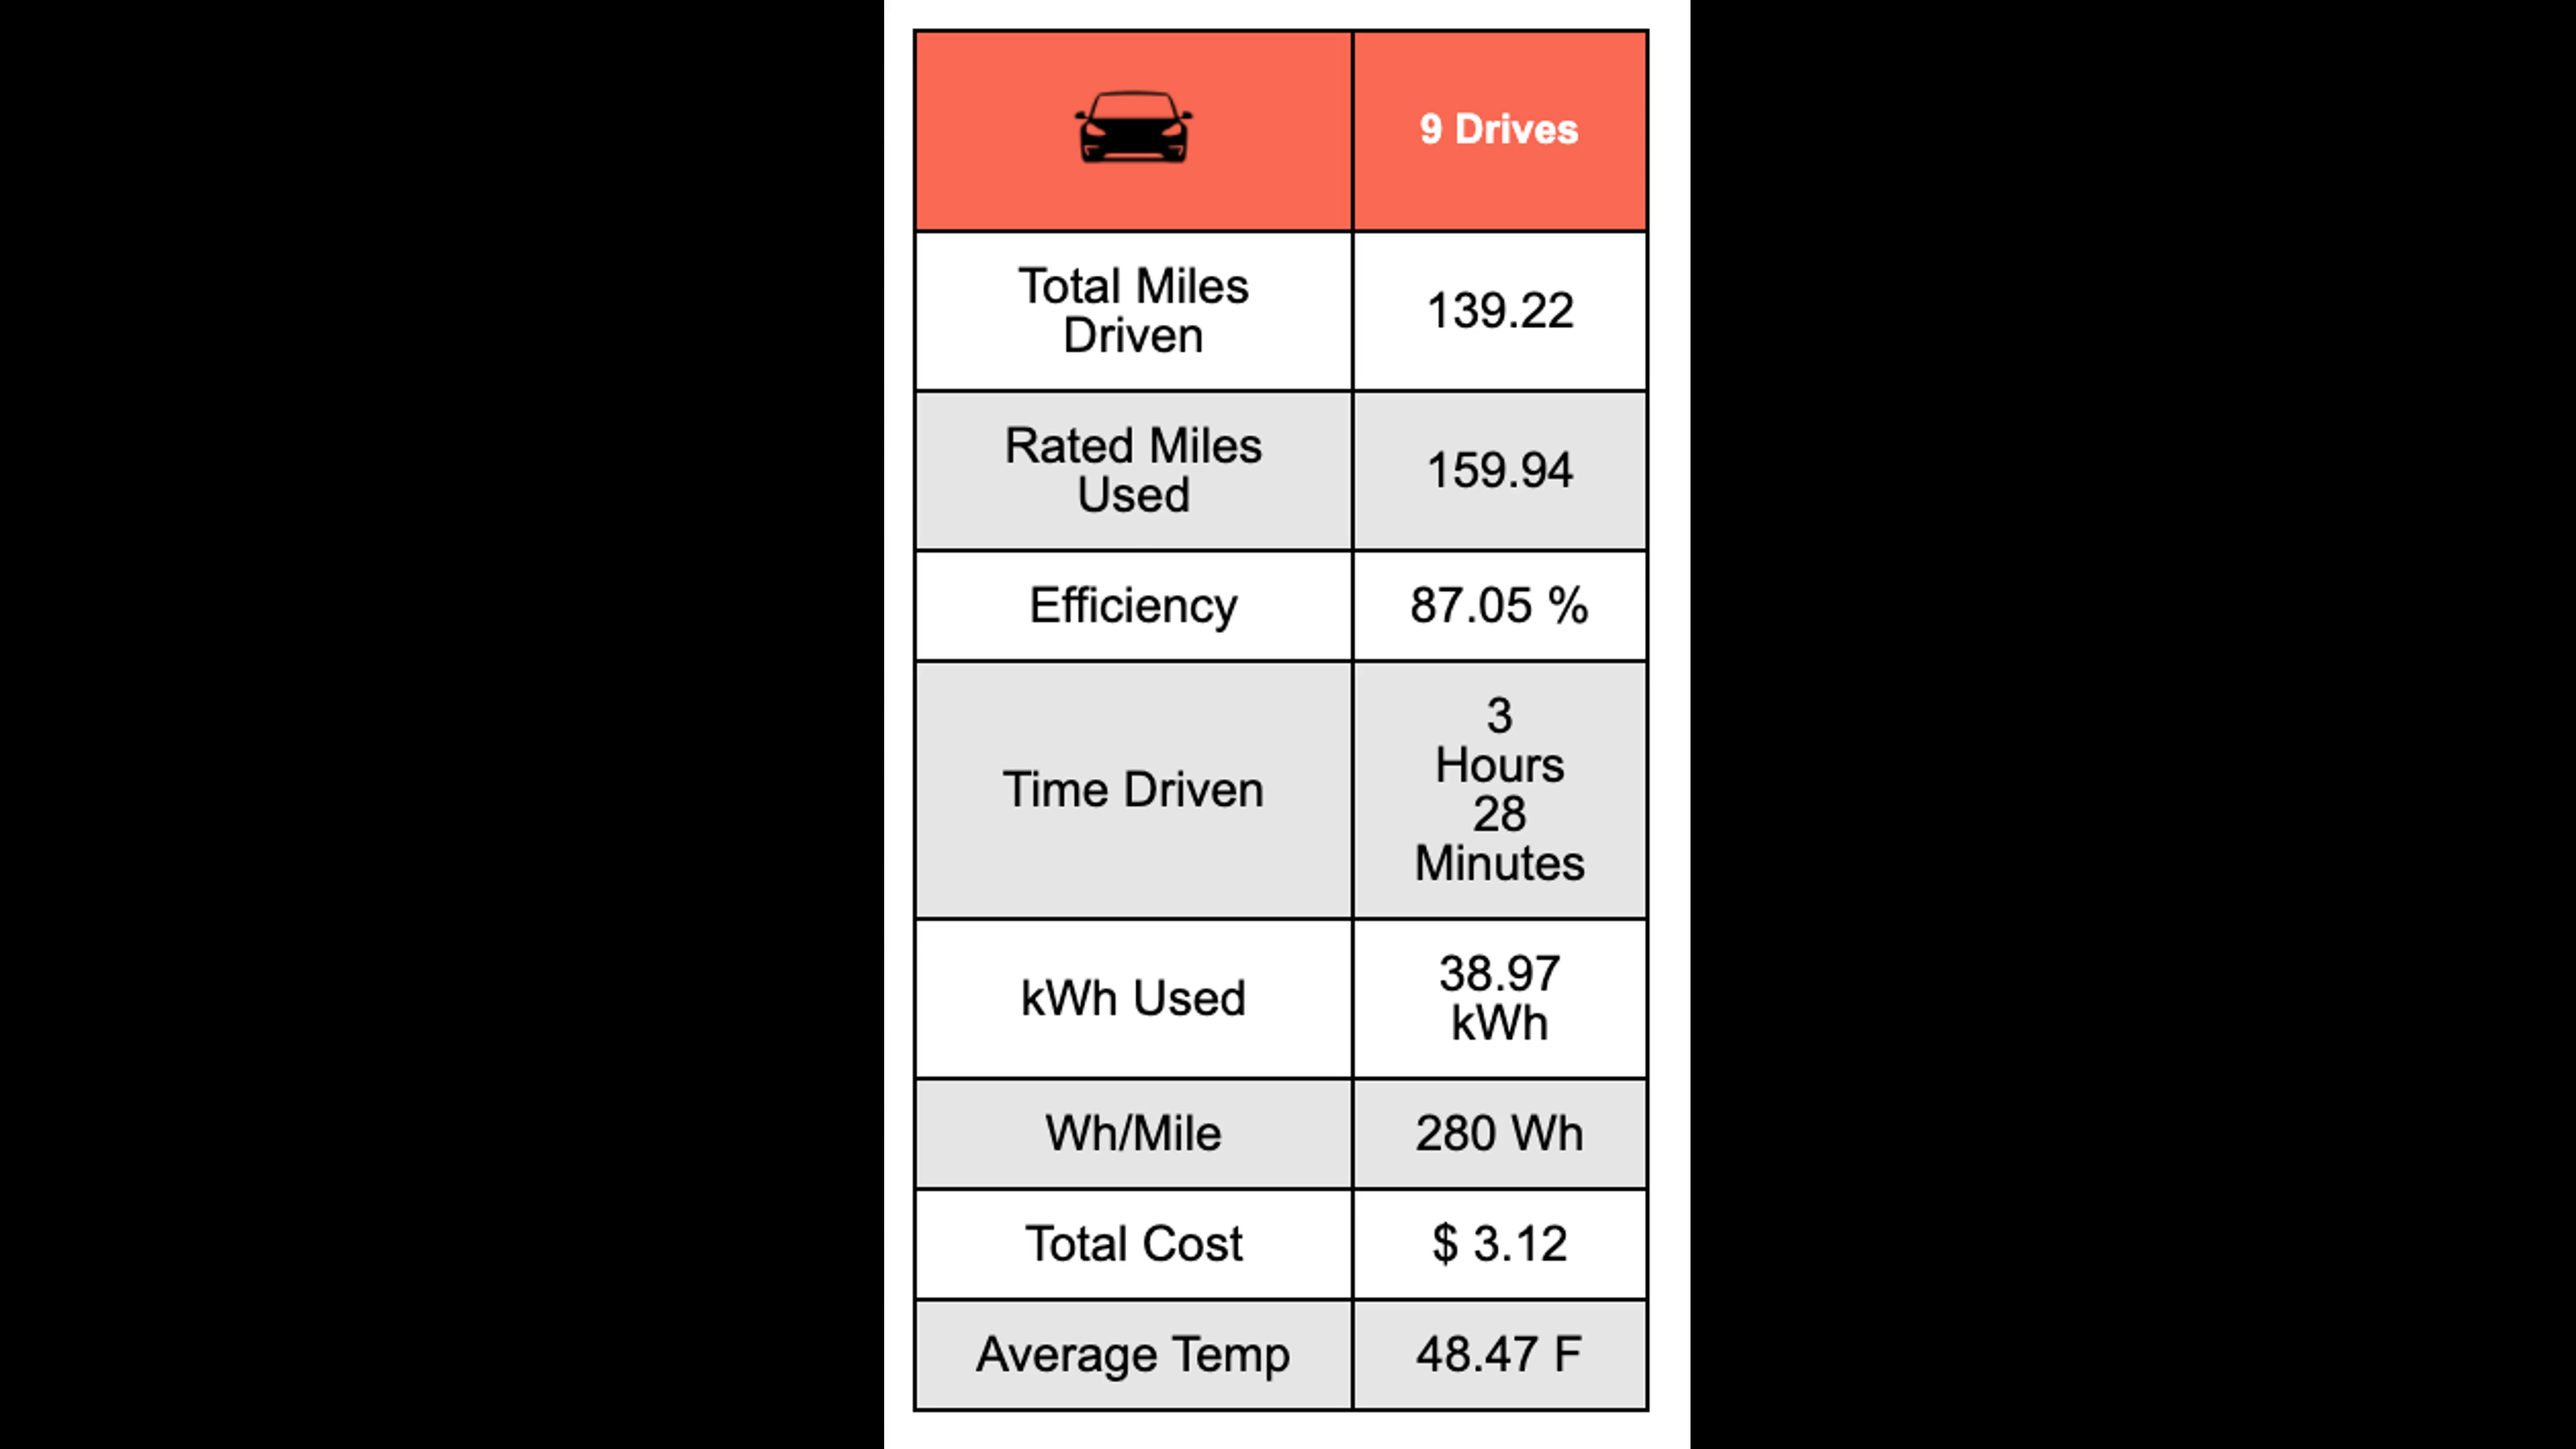 9 Drives
Total Miles
Driven
139.22
Rated Miles
Used
159.94
Efficiency
87.05 %
Time Driven
3
Hours
28
Minutes
kWh Used
38.97
kWh
Wh/Mile
280 Wh
Total Cost
$ 3.12
Average Temp
48.47 F